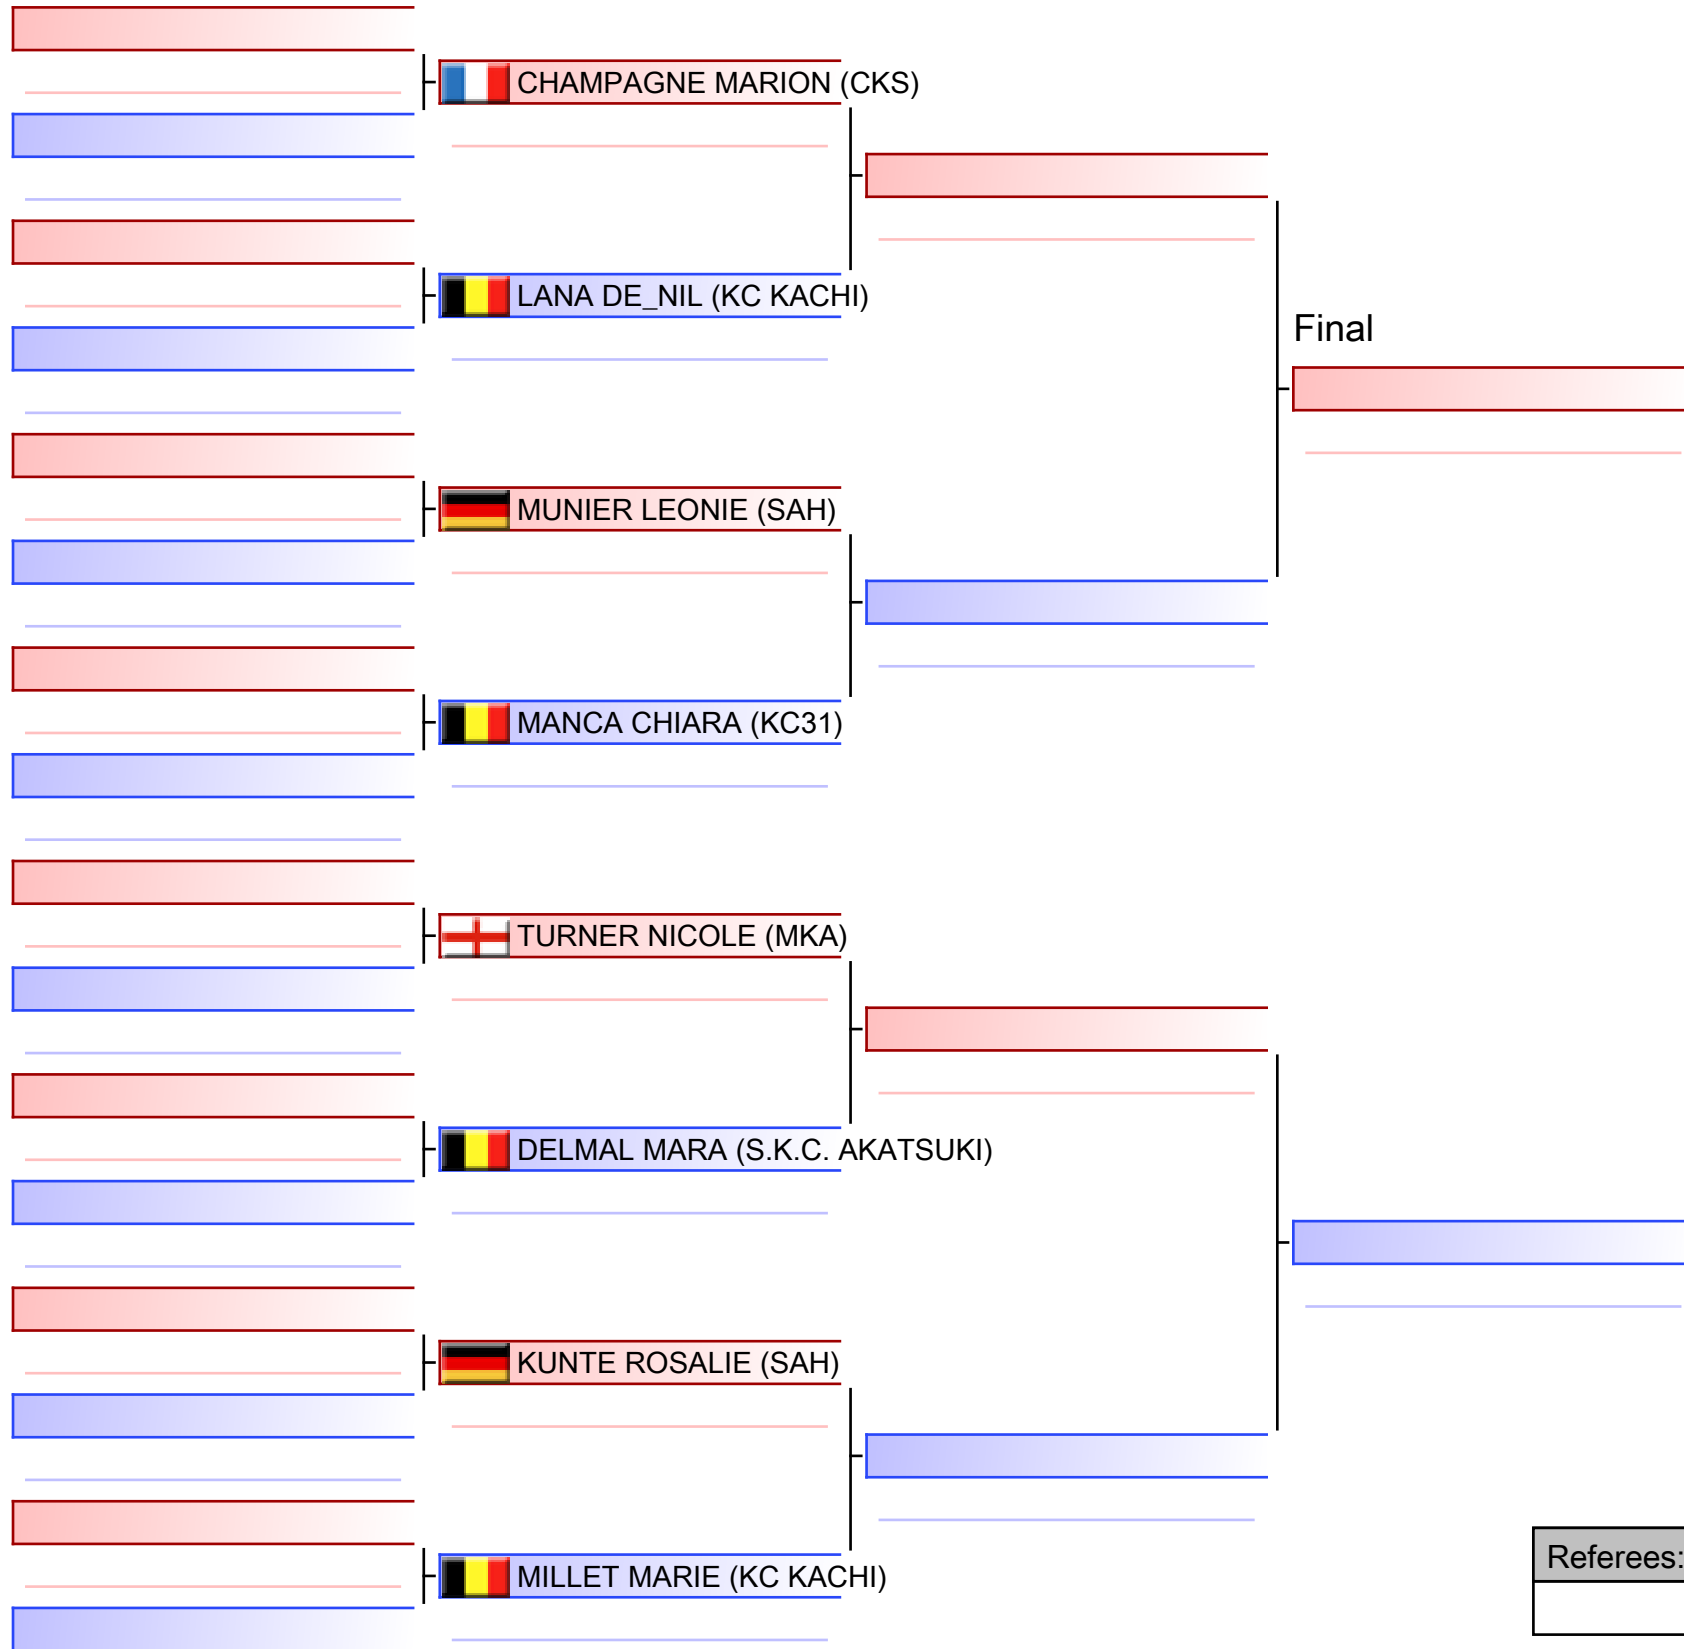 CHAMPAGNE MARION (CKS)
LANA DE_NIL (KC KACHI)
Final
MUNIER LEONIE (SAH)
MANCA CHIARA (KC31)
TURNER NICOLE (MKA)
DELMAL MARA (S.K.C. AKATSUKI)
KUNTE ROSALIE (SAH)
MILLET MARIE (KC KACHI)
Referees: